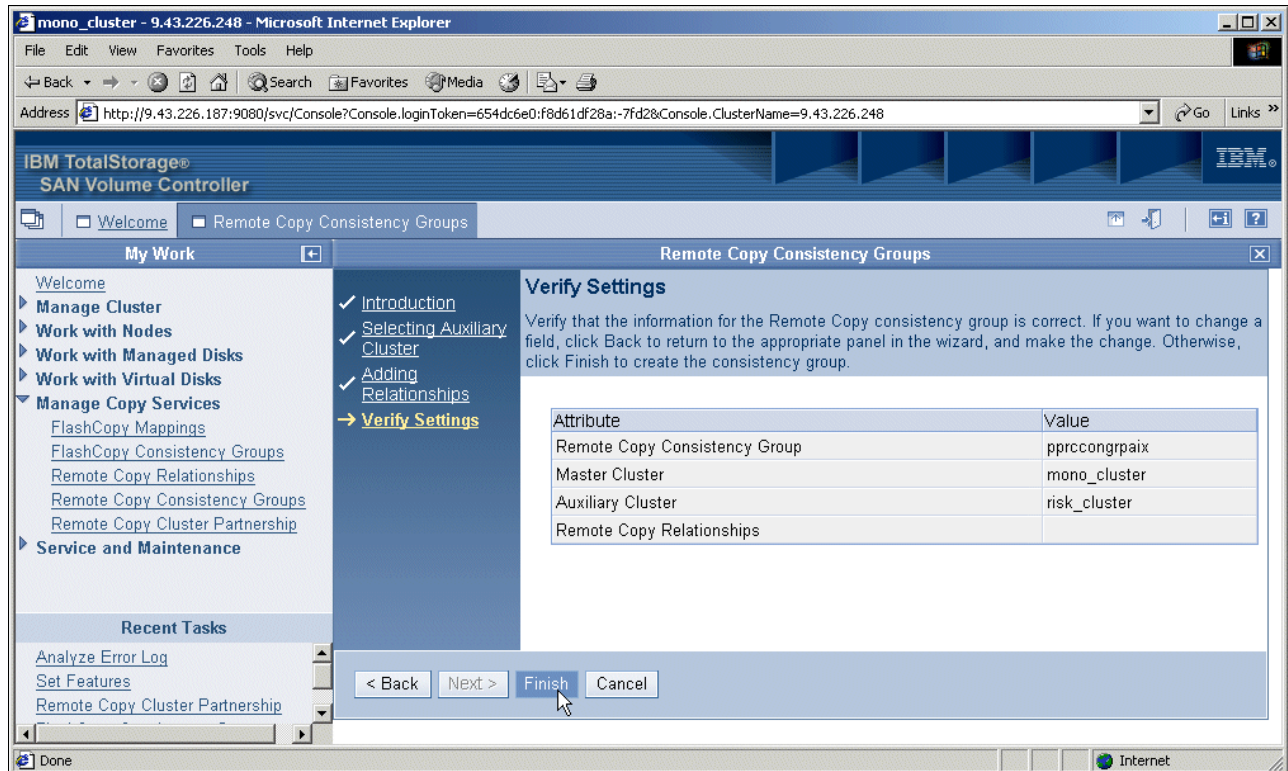 mono_cluster - 9.43.226.248 - Microsoft Internet Explorer
File Edit View Favorites Tools Help
Back Search Favorites Media
Address http://9.43.226.187:9080/svc/Console?Console.loginToken=654dc6e0:f8d61df28a:-7fd2&Console.ClusterName=9.43.226.248 Go Links »
IBM TotalStorage®
SAN Volume Controller
IBM®
Welcome Remote Copy Consistency Groups
My Work
Welcome
Manage Cluster
Work with Nodes
Work with Managed Disks
Work with Virtual Disks
Manage Copy Services
FlashCopy Mappings
FlashCopy Consistency Groups
Remote Copy Relationships
Remote Copy Consistency Groups
Remote Copy Cluster Partnership
Service and Maintenance
Recent Tasks
Analyze Error Log
Set Features
Remote Copy Cluster Partnership
Remote Copy Consistency Groups
Introduction
Selecting Auxiliary
Cluster
Adding
Relationships
Verify Settings
Verify Settings
Verify that the information for the Remote Copy consistency group is correct. If you want to change a
field, click Back to return to the appropriate panel in the wizard, and make the change. Otherwise,
click Finish to create the consistency group.
Attribute Value
Remote Copy Consistency Group pprccongrpaix
Master Cluster mono_cluster
Auxiliary Cluster risk_cluster
Remote Copy Relationships
< Back Next > Finish Cancel
Done Internet